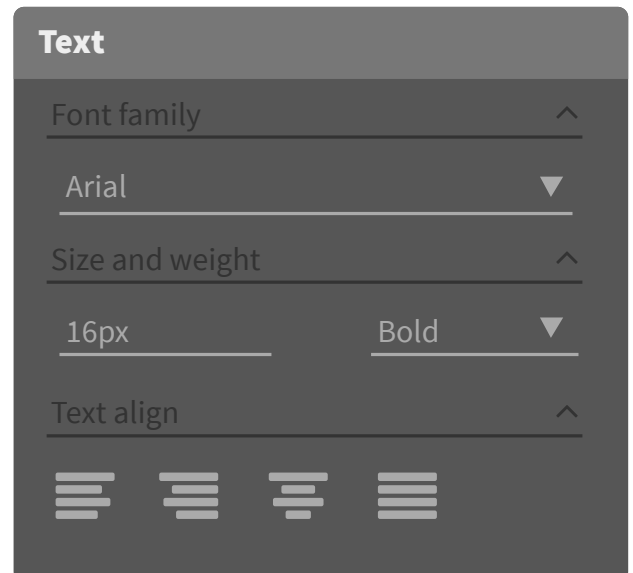 Text
Font family
Arial
Size and weight
16px Bold
Text align